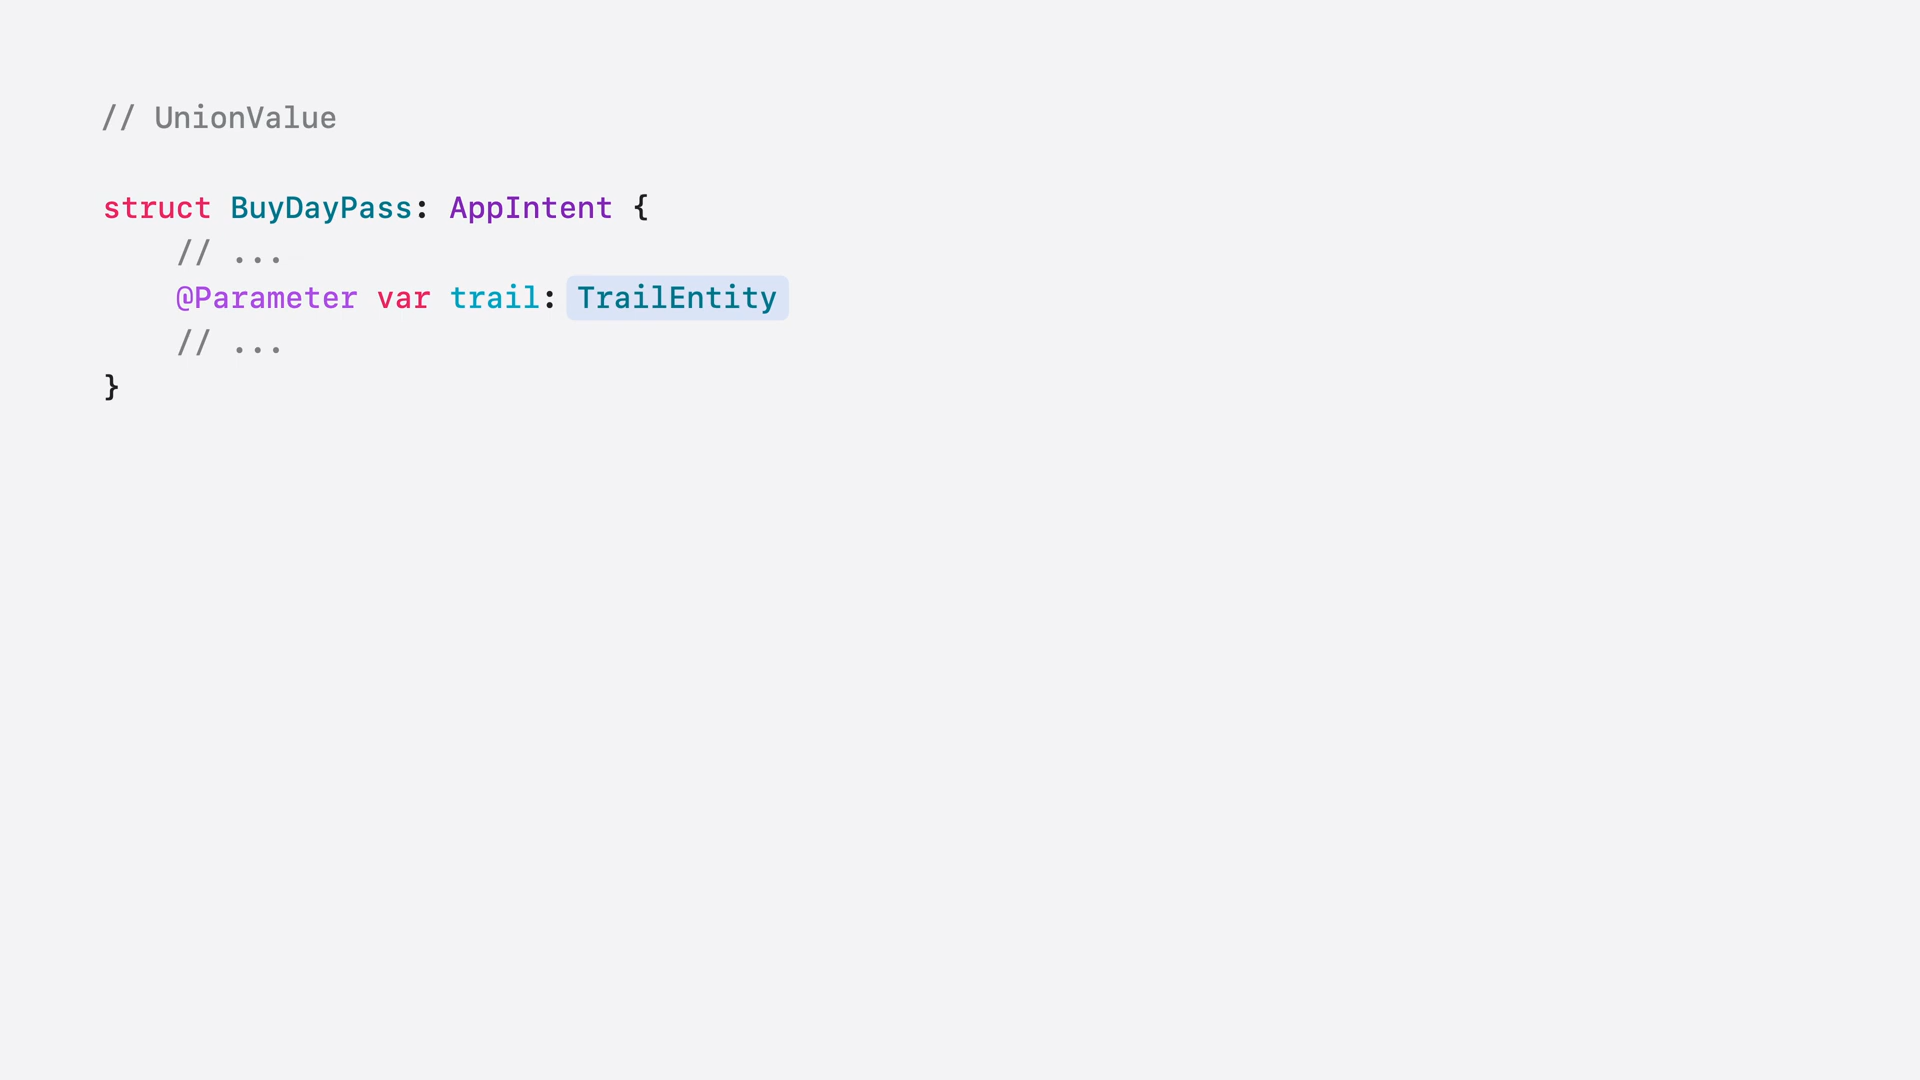 // UnionValue
struct BuyDayPass: AppIntent {
// ...
@Parameter var trail: TrailEntity
// ...
}